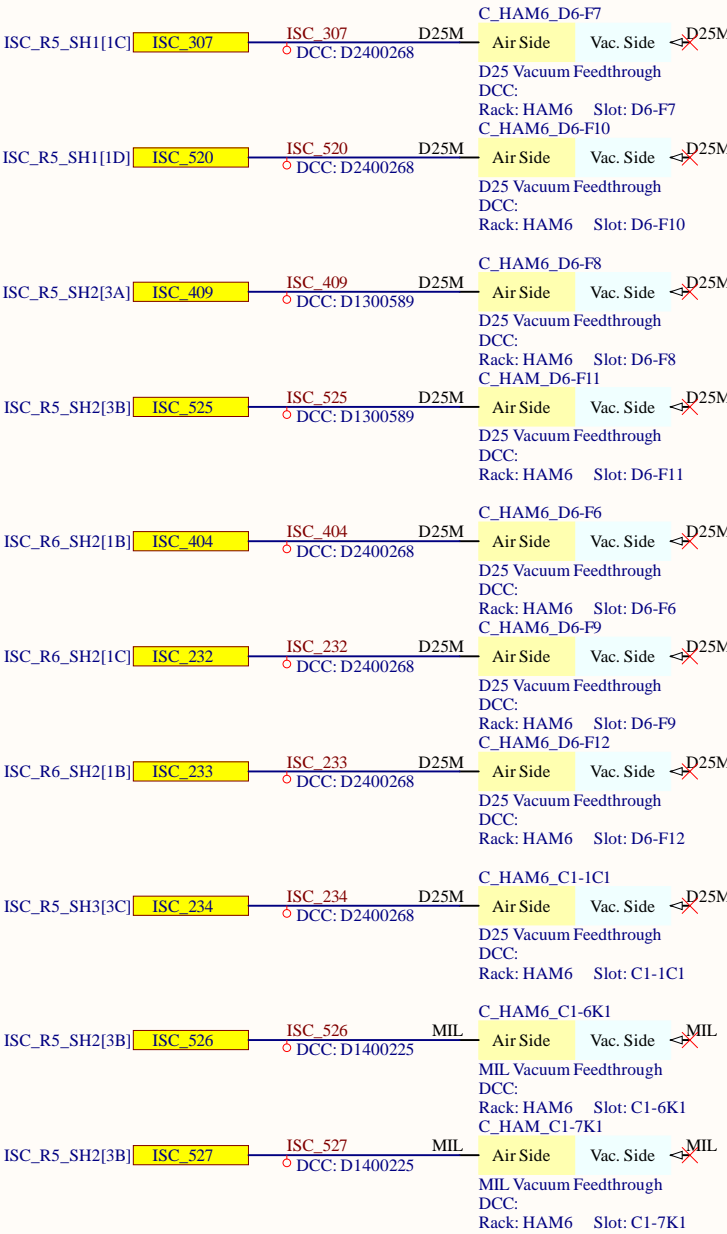 C_HAM6_D6-F7
ISC_R5_SH1[1C] ISC_307 ISC_307 D25M Air Side Vac. Side D25M
DCC: D2400268
D25 Vacuum Feedthrough
DCC:
Rack: HAM6 Slot: D6-F7
C_HAM6_D6-F10
ISC_R5_SH1[1D] ISC_520 ISC_520 D25M Air Side Vac. Side D25M
DCC: D2400268
D25 Vacuum Feedthrough
DCC:
Rack: HAM6 Slot: D6-F10
C_HAM6_D6-F8
ISC_R5_SH2[3A] ISC_409 ISC_409 D25M Air Side Vac. Side D25M
DCC: D1300589
D25 Vacuum Feedthrough
DCC:
Rack: HAM6 Slot: D6-F8
C_HAM_D6-F11
ISC_R5_SH2[3B] ISC_525 ISC_525 D25M Air Side Vac. Side D25M
DCC: D1300589
D25 Vacuum Feedthrough
DCC:
Rack: HAM6 Slot: D6-F11
C_HAM6_D6-F6
ISC_R6_SH2[1B] ISC_404 ISC_404 D25M Air Side Vac. Side D25M
DCC: D2400268
D25 Vacuum Feedthrough
DCC:
Rack: HAM6 Slot: D6-F6
C_HAM6_D6-F9
ISC_R6_SH2[1C] ISC_232 ISC_232 D25M Air Side Vac. Side D25M
DCC: D2400268
D25 Vacuum Feedthrough
DCC:
Rack: HAM6 Slot: D6-F9
C_HAM6_D6-F12
ISC_R6_SH2[1B] ISC_233 ISC_233 D25M Air Side Vac. Side D25M
DCC: D2400268
D25 Vacuum Feedthrough
DCC:
Rack: HAM6 Slot: D6-F12
C_HAM6_C1-1C1
ISC_R5_SH3[3C] ISC_234 ISC_234 D25M Air Side Vac. Side D25M
DCC: D2400268
D25 Vacuum Feedthrough
DCC:
Rack: HAM6 Slot: C1-1C1
C_HAM6_C1-6K1
ISC_R5_SH2[3B] ISC_526 ISC_526 MIL Air Side Vac. Side MIL
DCC: D1400225
MIL Vacuum Feedthrough
DCC:
Rack: HAM6 Slot: C1-6K1
C_HAM_C1-7K1
ISC_R5_SH2[3B] ISC_527 ISC_527 MIL Air Side Vac. Side MIL
DCC: D1400225
MIL Vacuum Feedthrough
DCC:
Rack: HAM6 Slot: C1-7K1